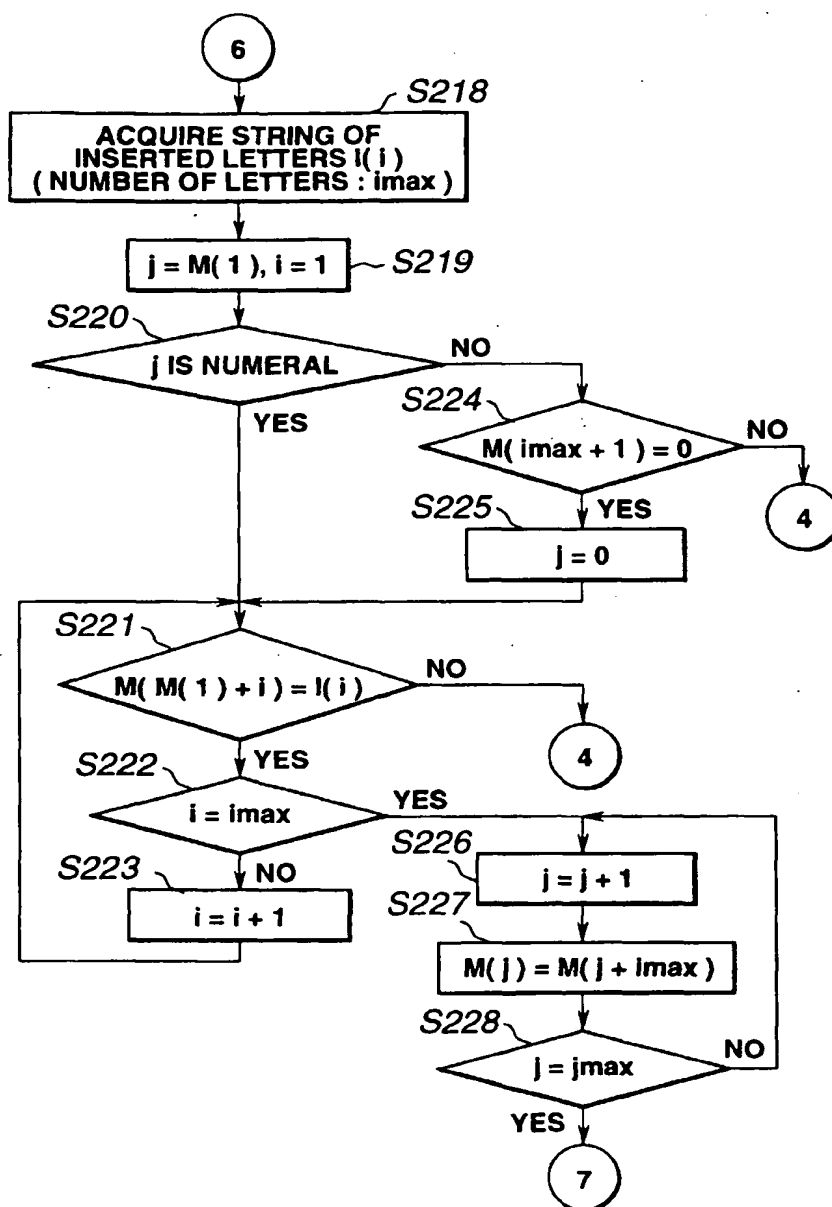 6
S218
ACQUIRE STRING OF
INSERTED LETTERS I( i )
( NUMBER OF LETTERS : imax )
j = M( 1 ), i = 1
S219
S220
j IS NUMERAL
NO
YES
S224
M( imax + 1 ) = 0
NO
4
YES
S225
j = 0
S221
M( M( 1 ) + i ) = I( i )
NO
4
YES
S222
i = imax
YES
NO
S223
i = i + 1
S226
j = j + 1
S227
M( j ) = M( j + imax )
S228
j = jmax
NO
YES
7